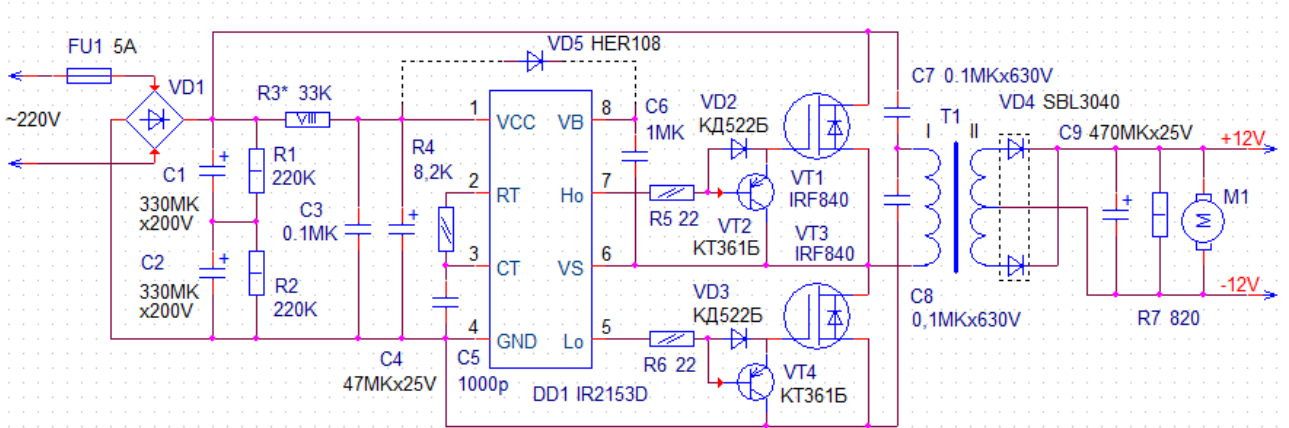 FU1 5A
VD5 HER108
VD1
R3* 33K
~220V
C7 0.1MKx630V
VD4 SBL3040
VD2
КД522Б
C6
1MK
1
VCC
VB
8
T1
I
II
C9 470MKx25V
+12V
C1
330MK
x200V
R1
220K
R4
8,2K
2
RT
Ho
7
R5 22
VT1
IRF840
VT2
КТ361Б
VT3
IRF840
M
M1
C3
0.1MK
C2
330MK
x200V
R2
220K
3
CT
VS
6
VD3
КД522Б
C8
0,1MKx630V
-12V
R7 820
4
GND
Lo
5
C4
47MKx25V
C5
1000p
R6 22
VT4
КТ361Б
DD1 IR2153D